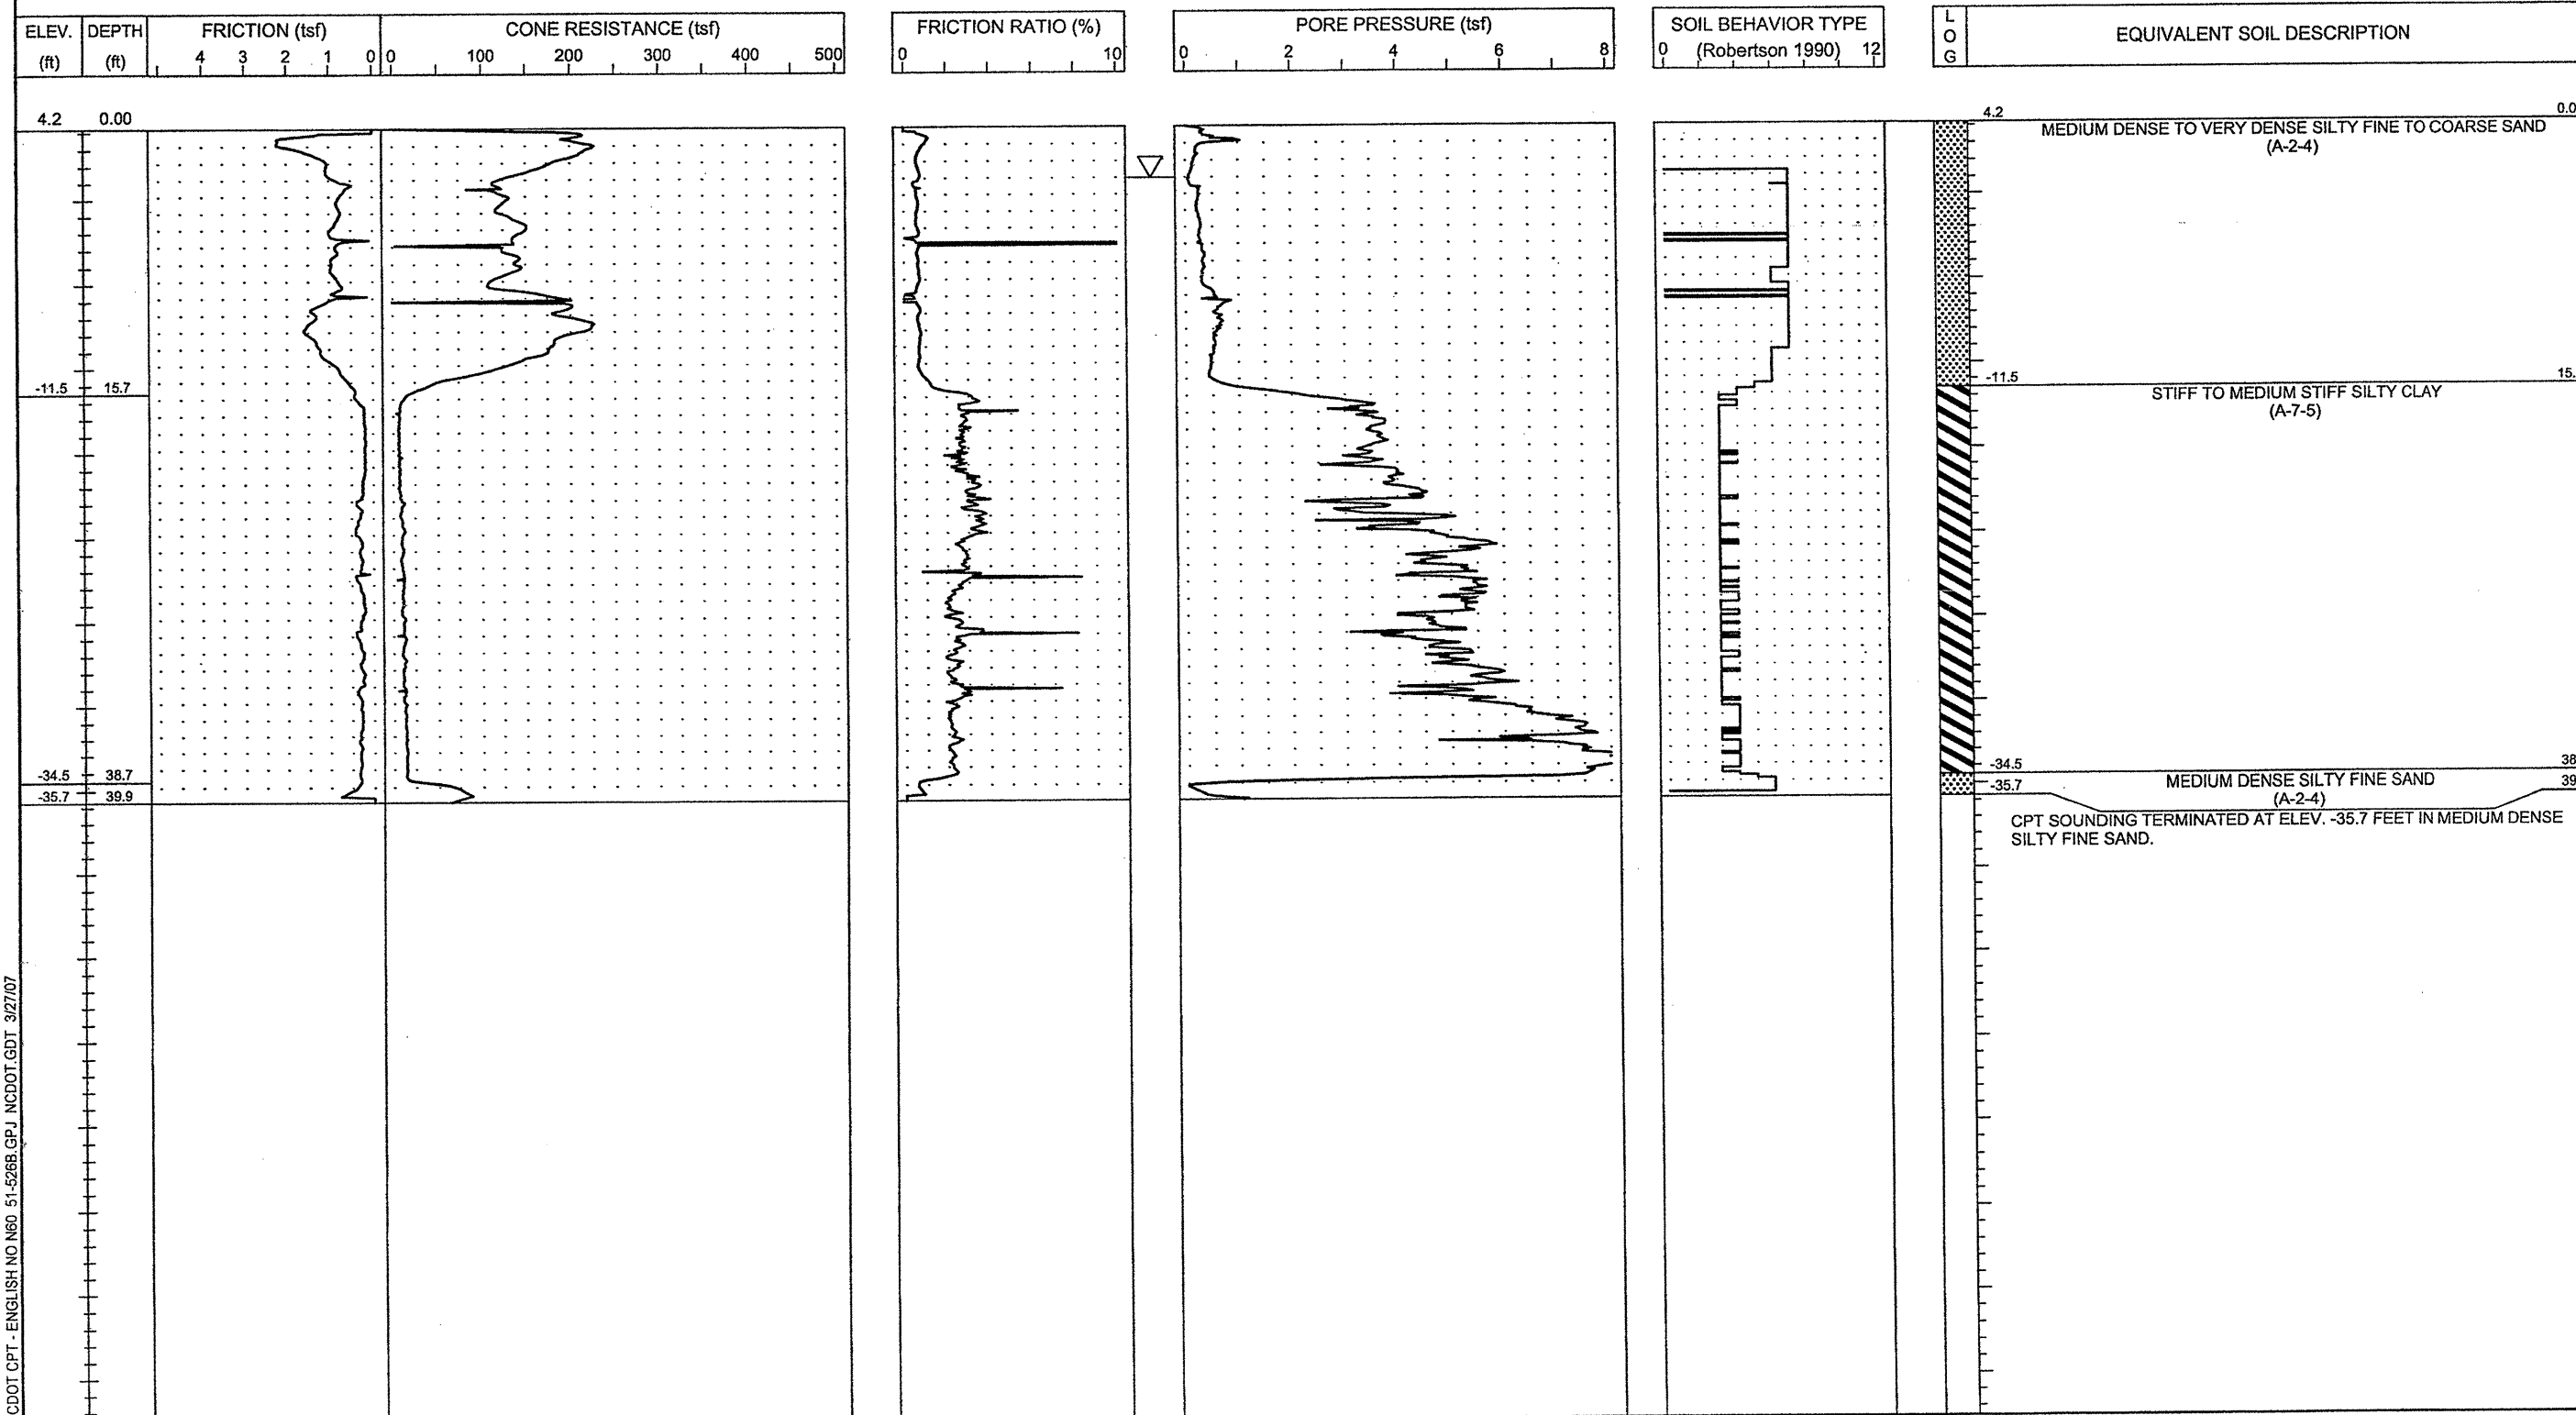 ELEV. (ft)
DEPTH (ft)
FRICTION (tsf)
4 3 2 1 0
CONE RESISTANCE (tsf)
0 100 200 300 400 500
FRICTION RATIO (%)
0 10
PORE PRESSURE (tsf)
0 2 4 6 8
SOIL BEHAVIOR TYPE
0 (Robertson 1990) 12
LOG
EQUIVALENT SOIL DESCRIPTION
4.2 0.00
4.2 0.0
MEDIUM DENSE TO VERY DENSE SILTY FINE TO COARSE SAND
(A-2-4)
-11.5 15.7
-11.5 15.
STIFF TO MEDIUM STIFF SILTY CLAY
(A-7-5)
-34.5 38.7
-34.5 38
MEDIUM DENSE SILTY FINE SAND
(A-2-4)
-35.7 39.9
-35.7 39
CPT SOUNDING TERMINATED AT ELEV. -35.7 FEET IN MEDIUM DENSE
SILTY FINE SAND.
CDOT CPT - ENGLISH NO N60 51-526B.GPJ NCDOT.GDT 3/27/07